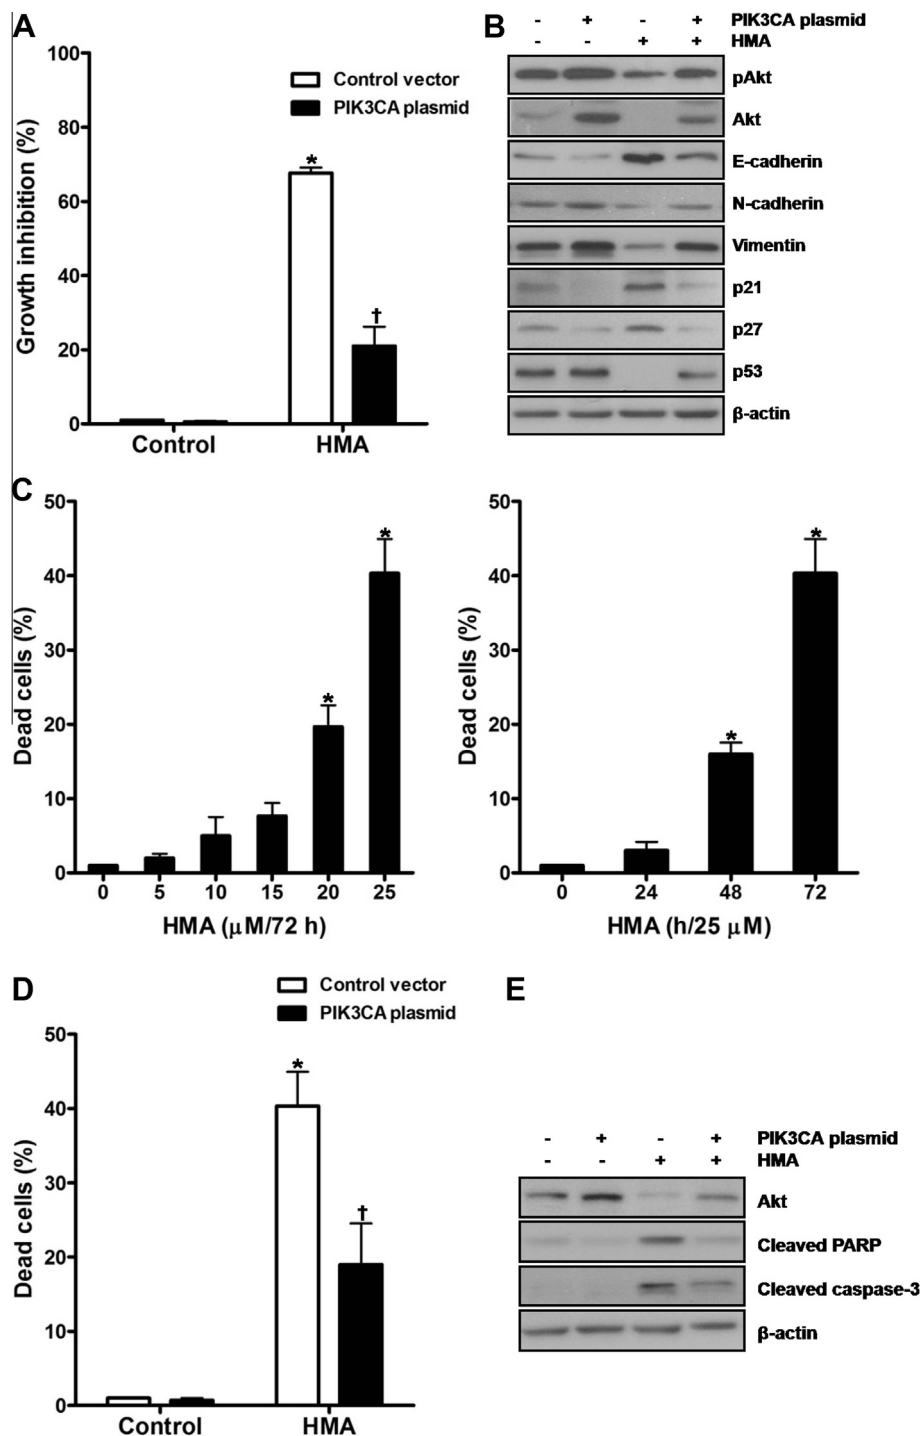 A
100
80
60
40
20
0
Growth inhibition (%)
Control vector
PIK3CA plasmid
*
†
Control HMA
B
- + - + PIK3CA plasmid
- - + + HMA
pAkt
Akt
E-cadherin
N-cadherin
Vimentin
p21
p27
p53
β-actin
C
50
40
30
20
10
0
Dead cells (%)
*
*
0 5 10 15 20 25
HMA (μM/72 h)
50
40
30
20
10
0
Dead cells (%)
*
*
0 24 48 72
HMA (h/25 μM)
D
Control vector
PIK3CA plasmid
50
40
30
20
10
0
Dead cells (%)
*
†
Control HMA
E
- + - + PIK3CA plasmid
- - + + HMA
Akt
Cleaved PARP
Cleaved caspase-3
β-actin